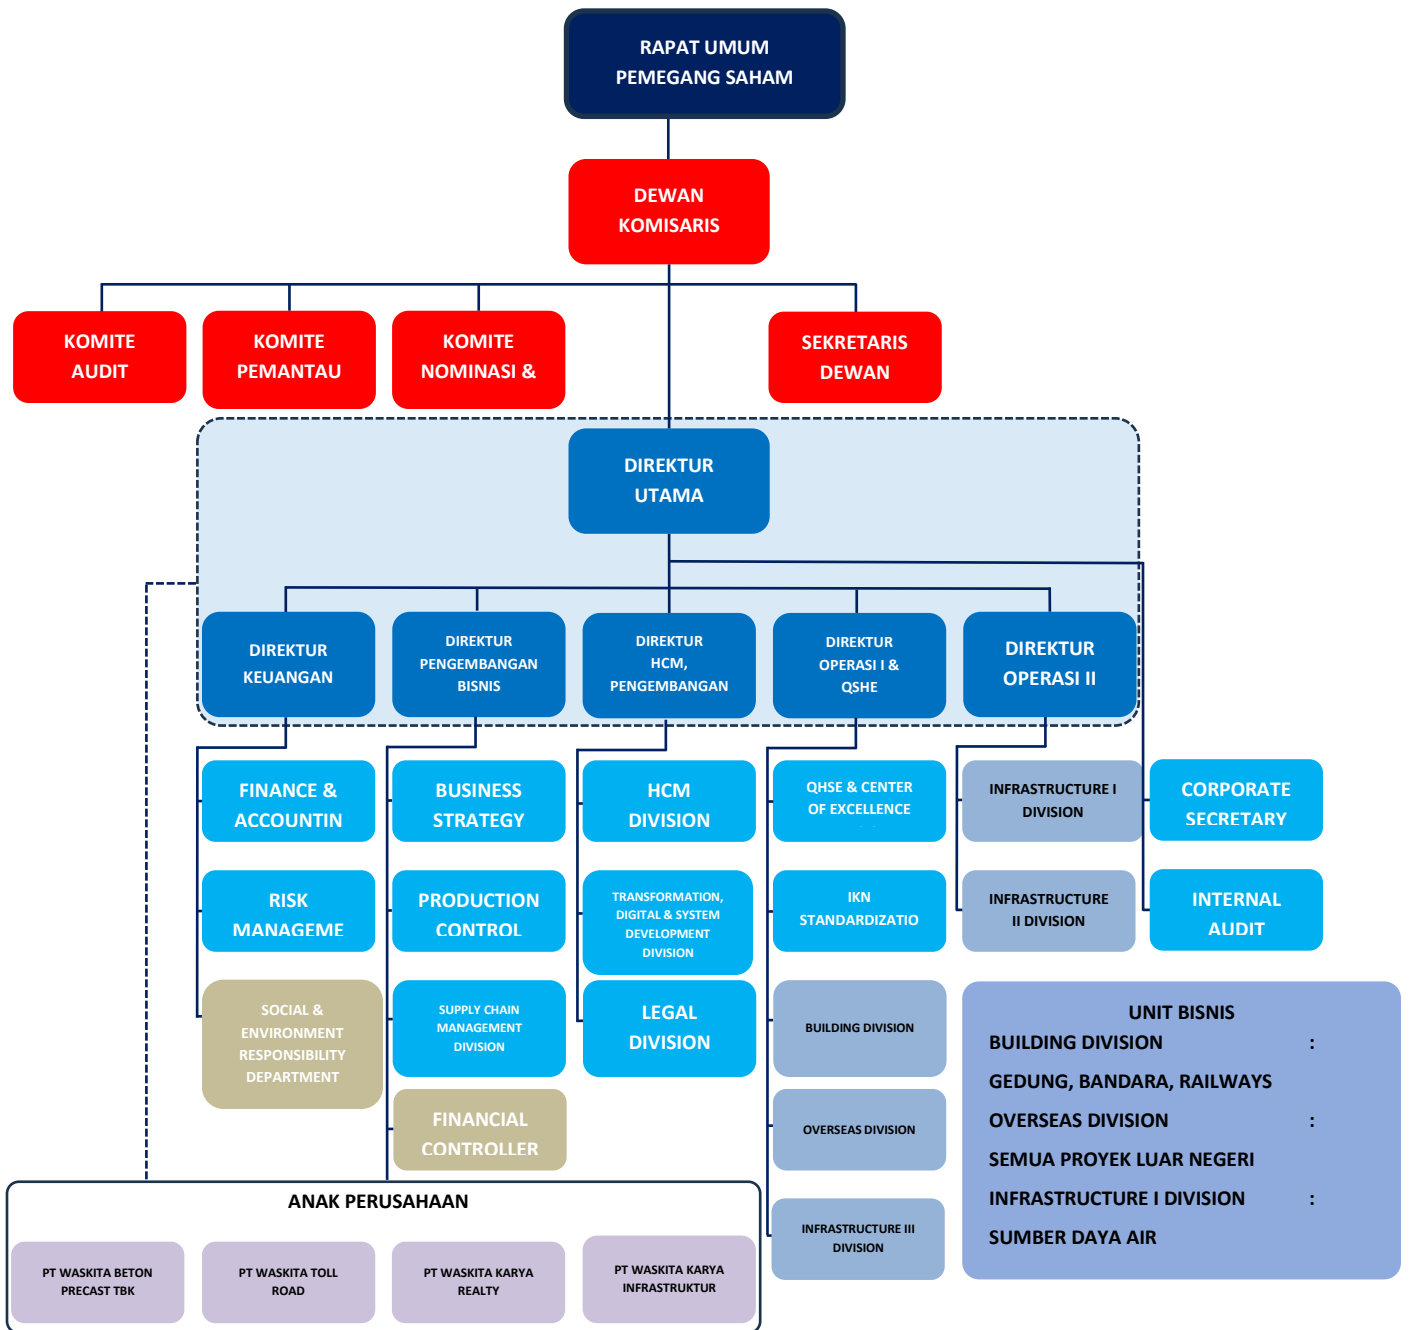 RAPAT UMUM
PEMEGANG SAHAM
DEWAN
KOMISARIS
KOMITE
AUDIT
KOMITE
PEMANTAU
KOMITE
NOMINASI &
SEKRETARIS
DEWAN
DIREKTUR
UTAMA
DIREKTUR
KEUANGAN
DIREKTUR
PENGEMBANGAN
BISNIS
DIREKTUR
HCM,
PENGEMBANGAN
DIREKTUR
OPERASI I &
QSHE
DIREKTUR
OPERASI II
FINANCE &
ACCOUNTIN
BUSINESS
STRATEGY
HCM
DIVISION
QHSE & CENTER
OF EXCELLENCE
INFRASTRUCTURE I
DIVISION
CORPORATE
SECRETARY
RISK
MANAGEME
PRODUCTION
CONTROL
TRANSFORMATION,
DIGITAL & SYSTEM
DEVELOPMENT
DIVISION
IKN
STANDARDIZATIO
INFRASTRUCTURE
II DIVISION
INTERNAL
AUDIT
SOCIAL &
ENVIRONMENT
RESPONSIBILITY
DEPARTMENT
SUPPLY CHAIN
MANAGEMENT
DIVISION
LEGAL
DIVISION
BUILDING DIVISION
FINANCIAL
CONTROLLER
OVERSEAS DIVISION
INFRASTRUCTURE III
DIVISION
UNIT BISNIS
BUILDING DIVISION :
GEDUNG, BANDARA, RAILWAYS
OVERSEAS DIVISION :
SEMUA PROYEK LUAR NEGERI
INFRASTRUCTURE I DIVISION :
SUMBER DAYA AIR
ANAK PERUSAHAAN
PT WASKITA BETON
PRECAST TBK
PT WASKITA TOLL
ROAD
PT WASKITA KARYA
REALTY
PT WASKITA KARYA
INFRASTRUKTUR